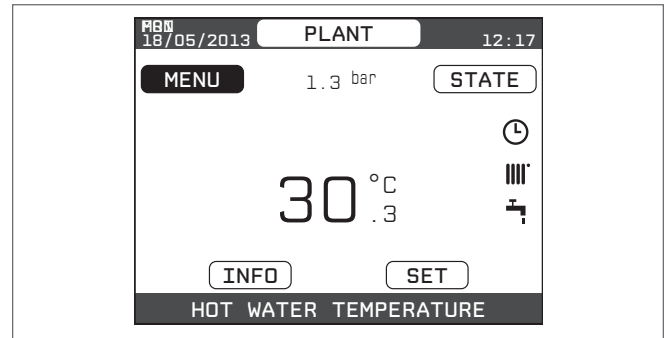 PLANT
18/05/2013 12:17
MENU 1.3 bar STATE
30.3 °C
INFO SET
HOT WATER TEMPERATURE